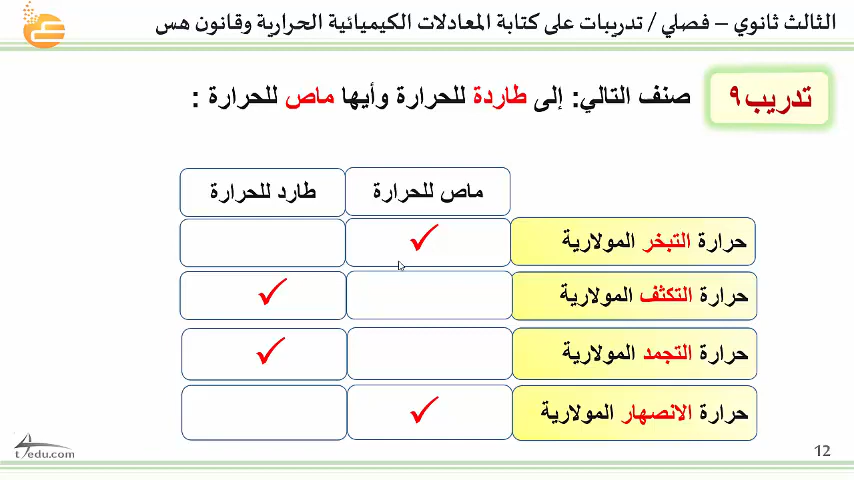 الثالث ثانوي – فصلي / تدريبات على كتابة المعادلات الكيميائية الحرارية وقانون هس
تدريب ٩
صنف التالي: إلى طاردة للحرارة وأيها ماص للحرارة :
ماص للحرارة
طارد للحرارة
حرارة التبخر المولارية
حرارة التكثف المولارية
حرارة التجمد المولارية
حرارة الانصهار المولارية
t4edu.com
12